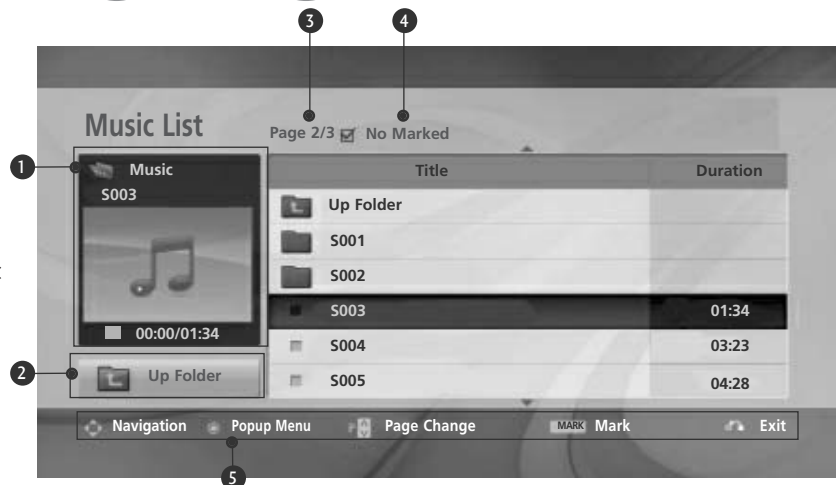 3 4
Music List
Page 2/3 No Marked
1
Music
Title Duration
S003
Up Folder
S001
S002
S003 01:34
00:00/01:34
S004 03:23
2
Up Folder
S005 04:28
Navigation Popup Menu P Page Change MARK Mark Exit
5